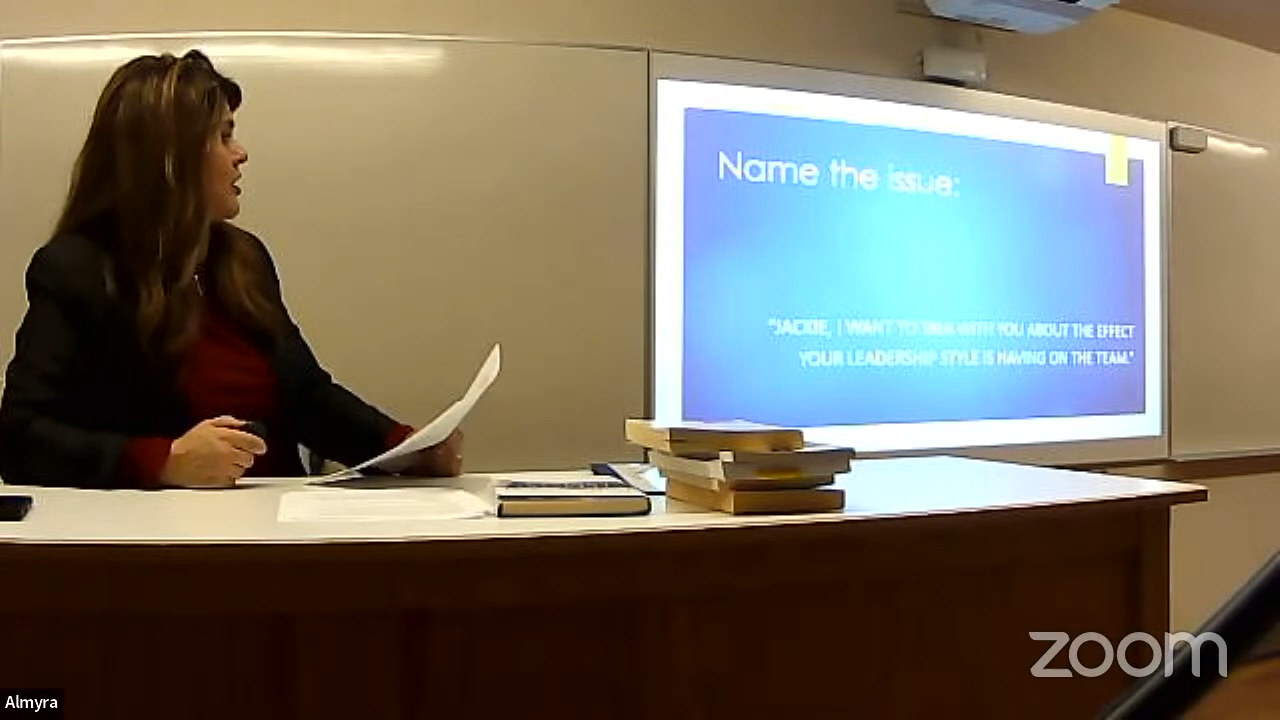 Name the issue:
"JACKIE, I WANT TO TALK WITH YOU ABOUT THE EFFECT
YOUR LEADERSHIP STYLE IS HAVING ON THE TEAM."
zoom
Almyra